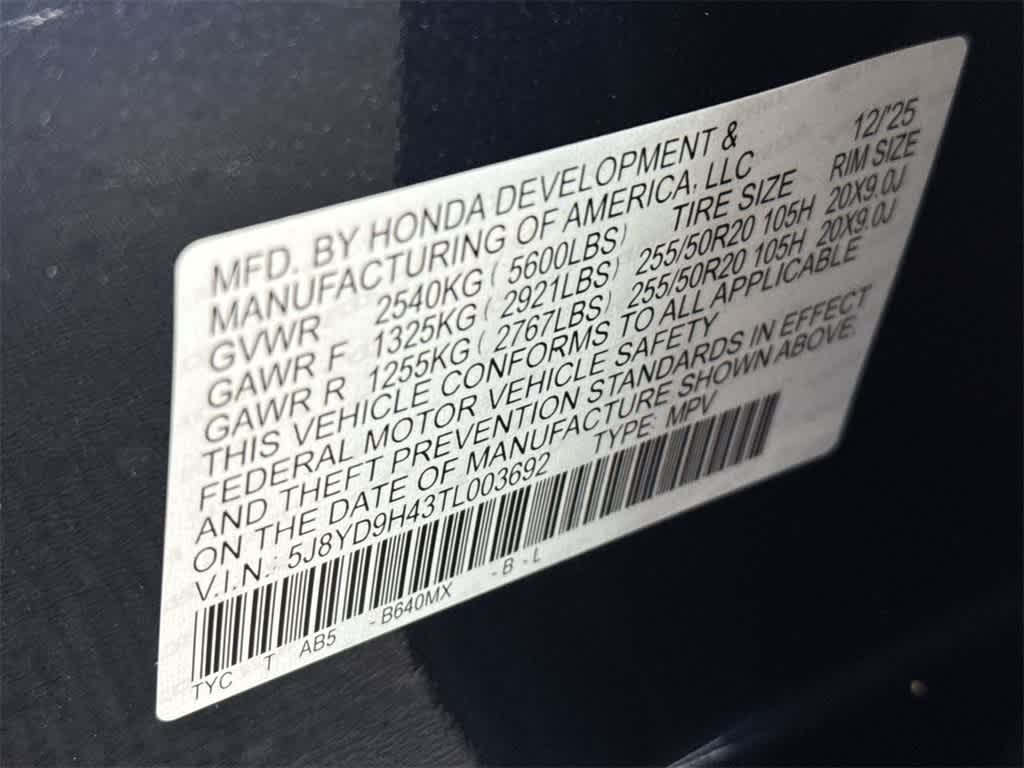 MFD. BY HONDA DEVELOPMENT & 12/'25
MANUFACTURING OF AMERICA, LLC RIM SIZE
GVWR 2540KG ( 5600LBS) TIRE SIZE
GAWR F 1325KG ( 2921LBS) 255/50R20 105H 20X9.0J
GAWR R 1255KG ( 2767LBS) 255/50R20 105H 20X9.0J
THIS VEHICLE CONFORMS TO ALL APPLICABLE
FEDERAL MOTOR VEHICLE SAFETY
AND THEFT PREVENTION STANDARDS IN EFFECT
ON THE DATE OF MANUFACTURE SHOWN ABOVE.
V.I.N.: 5J8YD9H43TL003692 TYPE: MPV
TYC T AB5 -B640MX -B -L